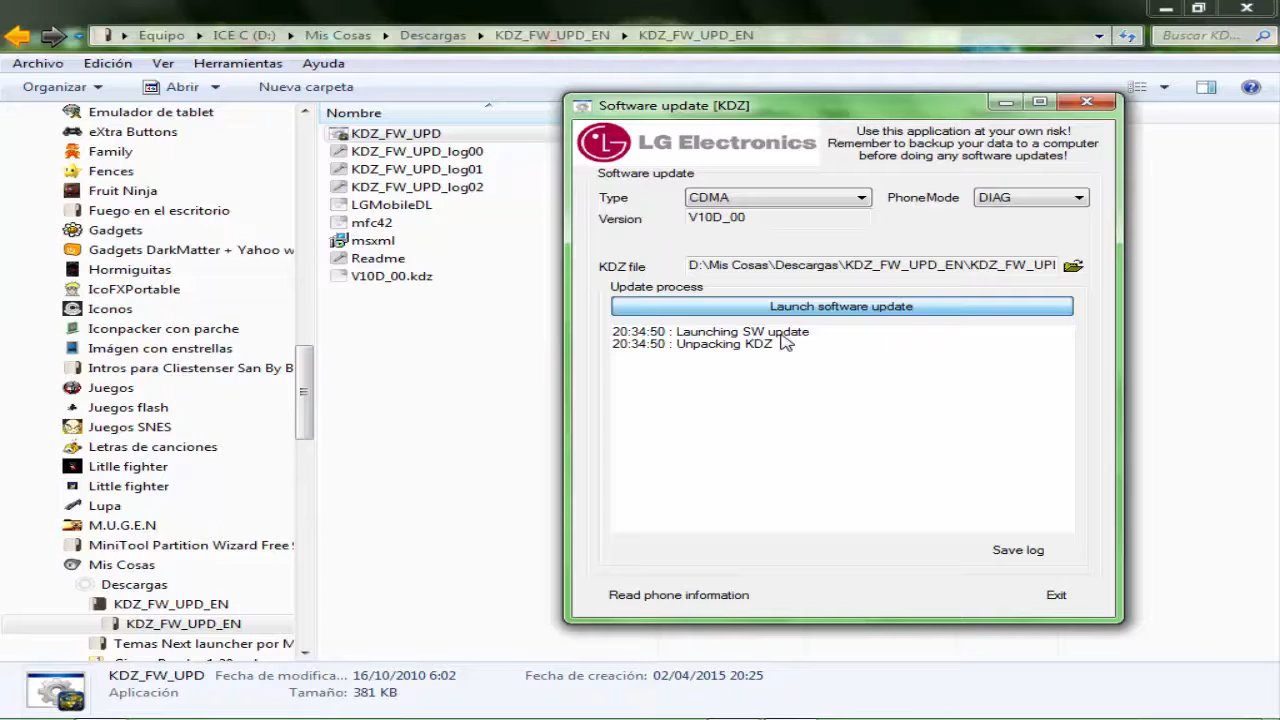 Equipo ▸ ICE C (D:) ▸ Mis Cosas ▸ Descargas ▸ KDZ_FW_UPD_EN ▸ KDZ_FW_UPD_EN
Buscar KD...
Archivo Edición Ver Herramientas Ayuda
Organizar Abrir Nueva carpeta
Emulador de tablet
eXtra Buttons
Family
Fences
Fruit Ninja
Fuego en el escritorio
Gadgets
Gadgets DarkMatter + Yahoo w
Hormiguitas
IcoFXPortable
Iconos
Iconpacker con parche
Imágen con enstrellas
Intros para Cliestenser San By B
Juegos
Juegos flash
Juegos SNES
Letras de canciones
Litlle fighter
Little fighter
Lupa
M.U.G.E.N
MiniTool Partition Wizard Free
Mis Cosas
Descargas
KDZ_FW_UPD_EN
KDZ_FW_UPD_EN
Temas Next launcher por M
Nombre
KDZ_FW_UPD
KDZ_FW_UPD_log00
KDZ_FW_UPD_log01
KDZ_FW_UPD_log02
LGMobileDL
mfc42
msxml
Readme
V10D_00.kdz
Software update [KDZ]
LG Electronics
Use this application at your own risk!
Remember to backup your data to a computer
before doing any software updates!
Software update
Type CDMA PhoneMode DIAG
Version V10D_00
KDZ file D:\Mis Cosas\Descargas\KDZ_FW_UPD_EN\KDZ_FW_UPI
Update process
Launch software update
20:34:50 : Launching SW update
20:34:50 : Unpacking KDZ
Save log
Read phone information Exit
KDZ_FW_UPD Fecha de modifica... 16/10/2010 6:02 Fecha de creación: 02/04/2015 20:25
Aplicación Tamaño: 381 KB